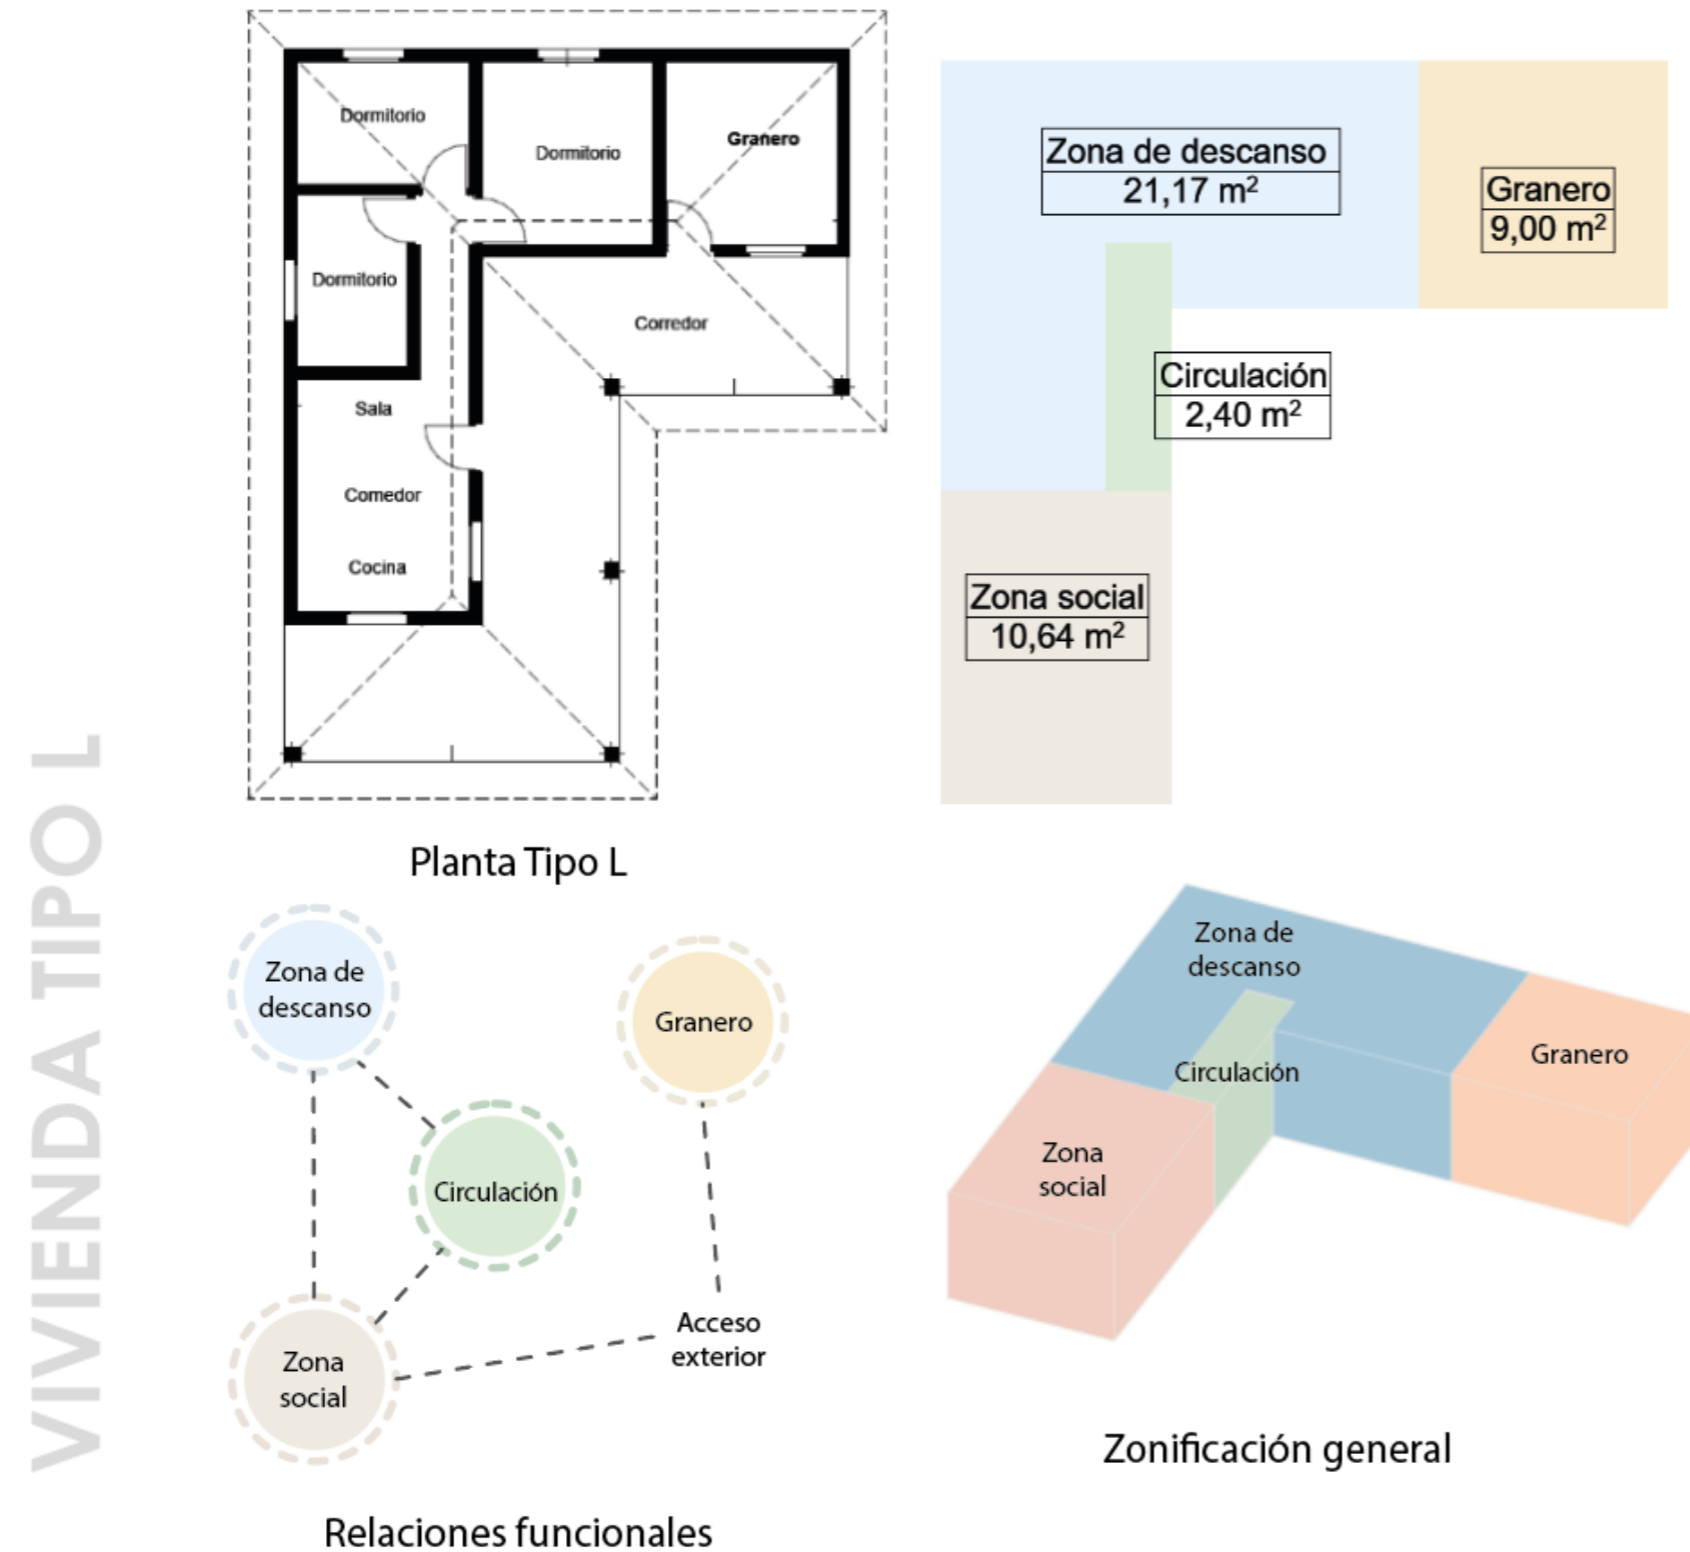 VIVIENDA TIPO L
Dormitorio
Dormitorio
Granero
Dormitorio
Corredor
Sala
Comedor
Cocina
Planta Tipo L
Zona de descanso
21,17 m²
Granero
9,00 m²
Circulación
2,40 m²
Zona social
10,64 m²
Zona de
descanso
Granero
Circulación
Zona
social
Acceso
exterior
Relaciones funcionales
Zona de
descanso
Circulación
Granero
Zona
social
Zonificación general